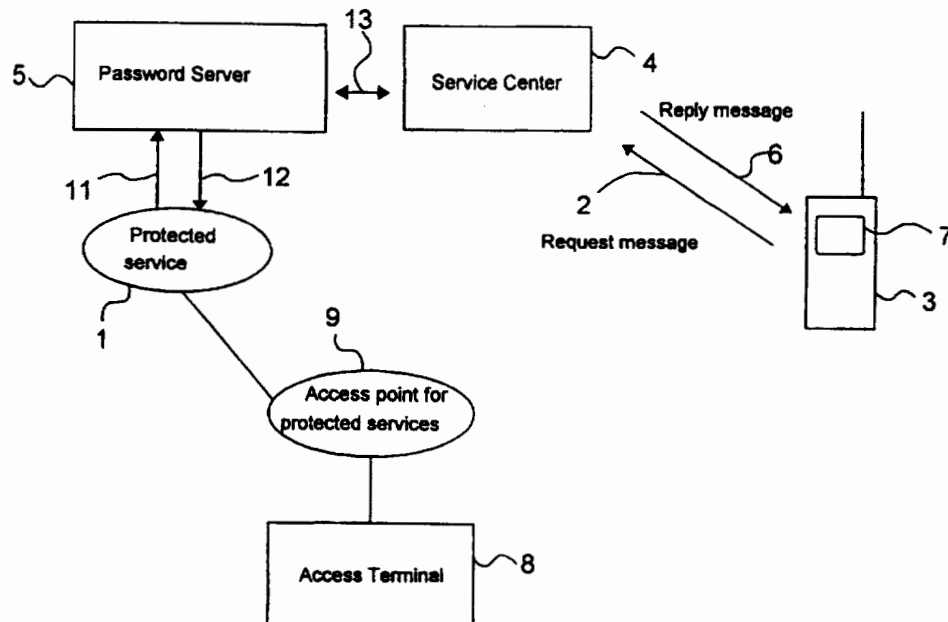 13
5
Password Server
Service Center
4
Reply message
6
11
12
2
Request message
7
3
Protected
service
1
9
Access point for
protected services
Access Terminal
8